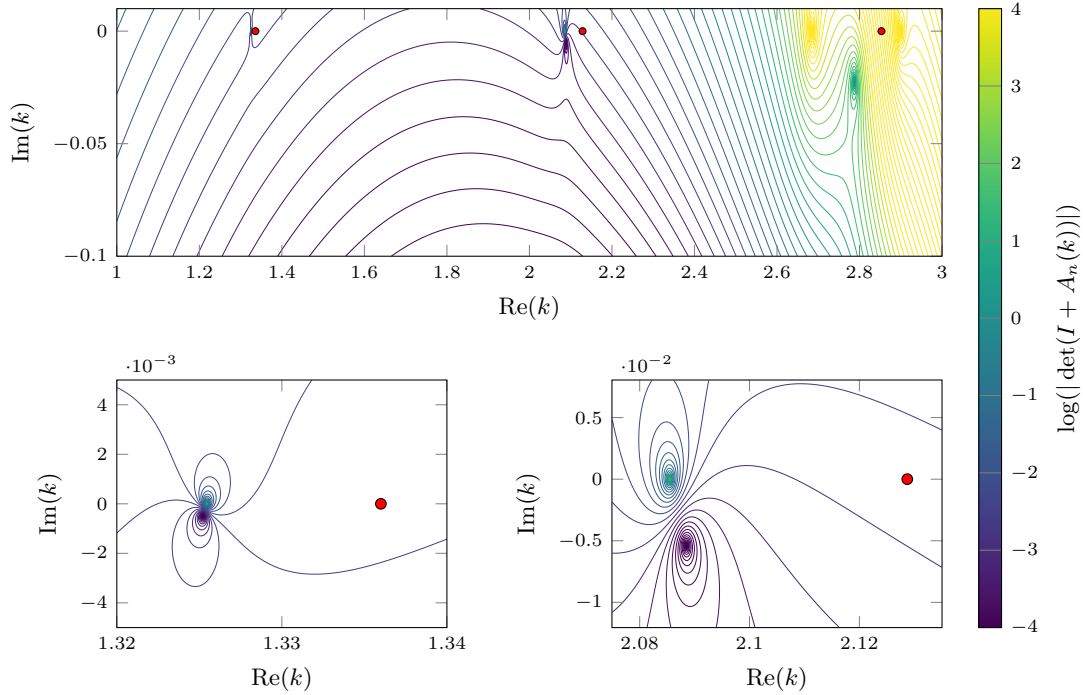 0
−0.05
−0.1
Im(k)
1 1.2 1.4 1.6 1.8 2 2.2 2.4 2.6 2.8 3
Re(k)
4
3
2
1
0
−1
−2
−3
−4
log(| det(I + Aₙ(k))|)
·10⁻³
4
2
0
−2
−4
Im(k)
1.32 1.33 1.34
Re(k)
·10⁻²
0.5
0
−0.5
−1
Im(k)
2.08 2.1 2.12
Re(k)